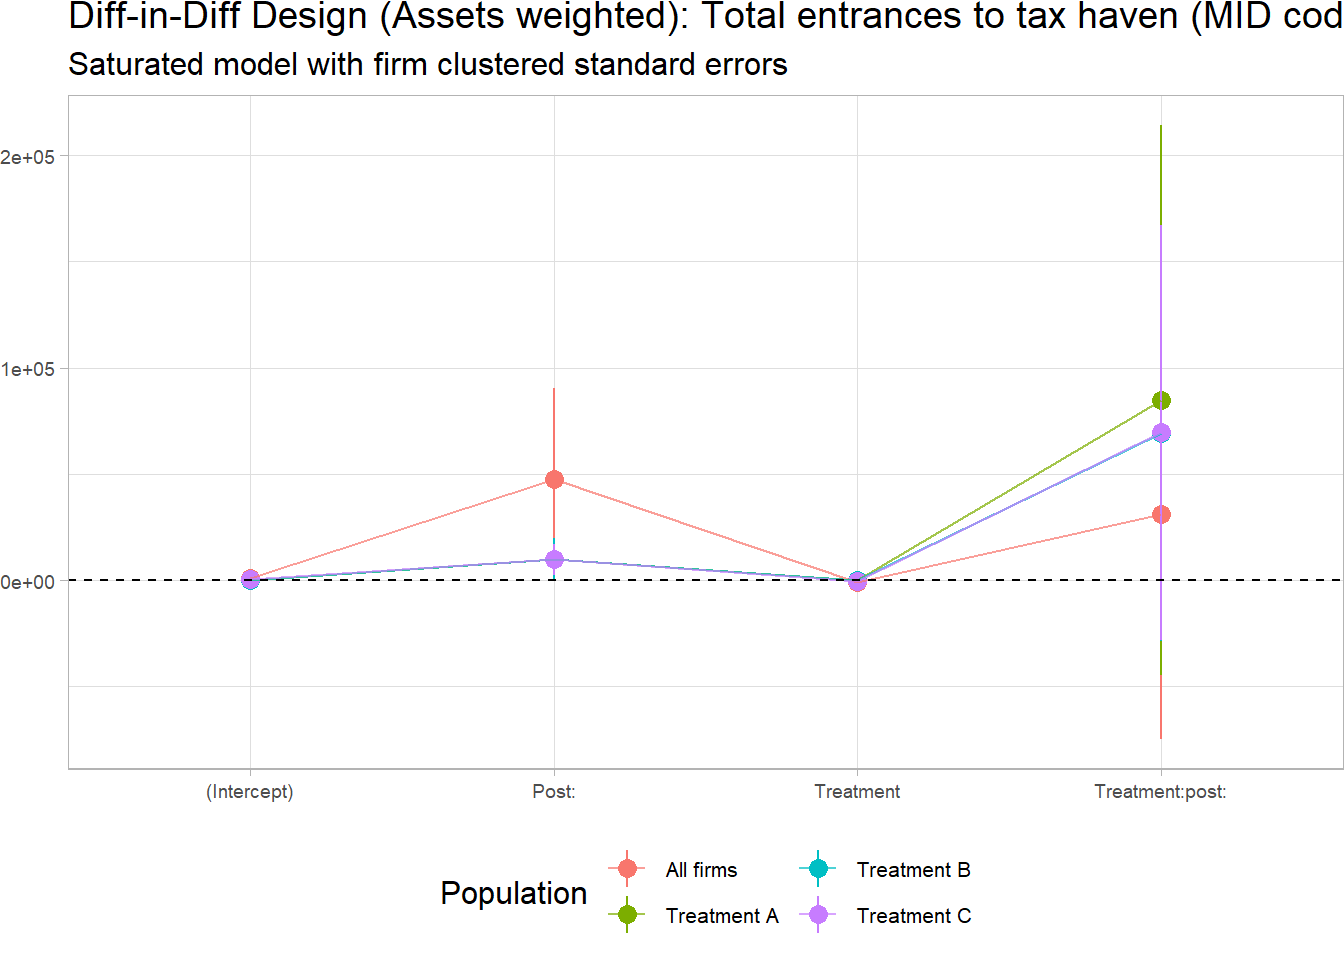 Diff-in-Diff Design (Assets weighted): Total entrances to tax haven (MID cod
Saturated model with firm clustered standard errors
2e+05
1e+05
0e+00
(Intercept) Post: Treatment Treatment:post:
Population
All firms Treatment B
Treatment A Treatment C